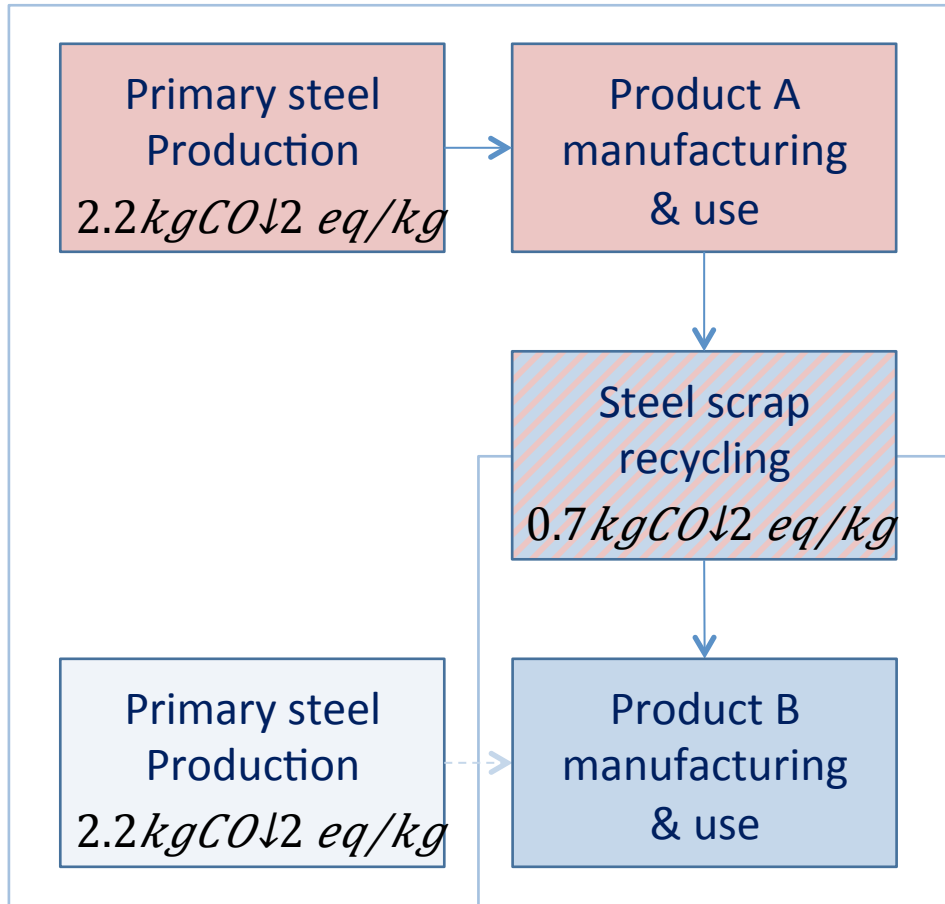 Primary steel
Production
2.2kgCO↓2 eq/kg
Product A
manufacturing
& use
Steel scrap
recycling
0.7kgCO↓2 eq/kg
Primary steel
Production
2.2kgCO↓2 eq/kg
Product B
manufacturing
& use